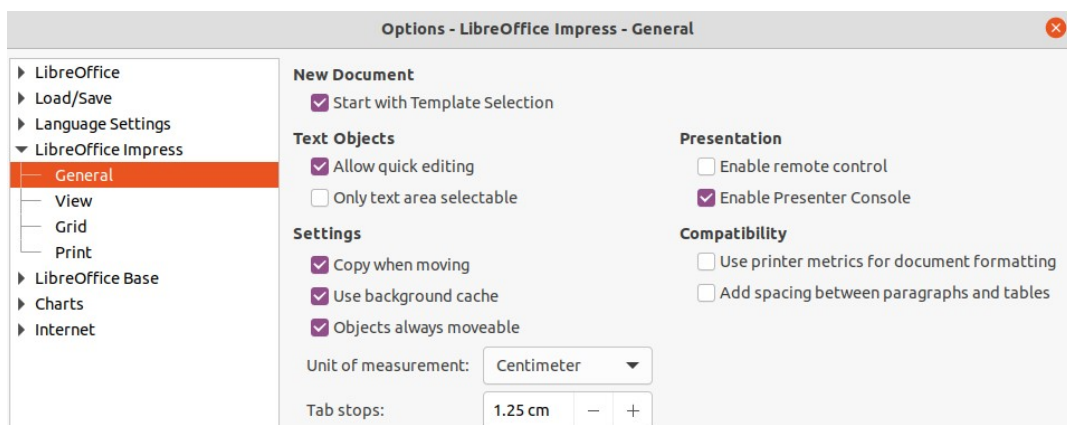 Options - LibreOffice Impress - General
LibreOffice
Load/Save
Language Settings
LibreOffice Impress
General
View
Grid
Print
LibreOffice Base
Charts
Internet
New Document
Start with Template Selection
Text Objects
Allow quick editing
Only text area selectable
Settings
Copy when moving
Use background cache
Objects always moveable
Unit of measurement: Centimeter
Tab stops: 1.25 cm − +
Presentation
Enable remote control
Enable Presenter Console
Compatibility
Use printer metrics for document formatting
Add spacing between paragraphs and tables